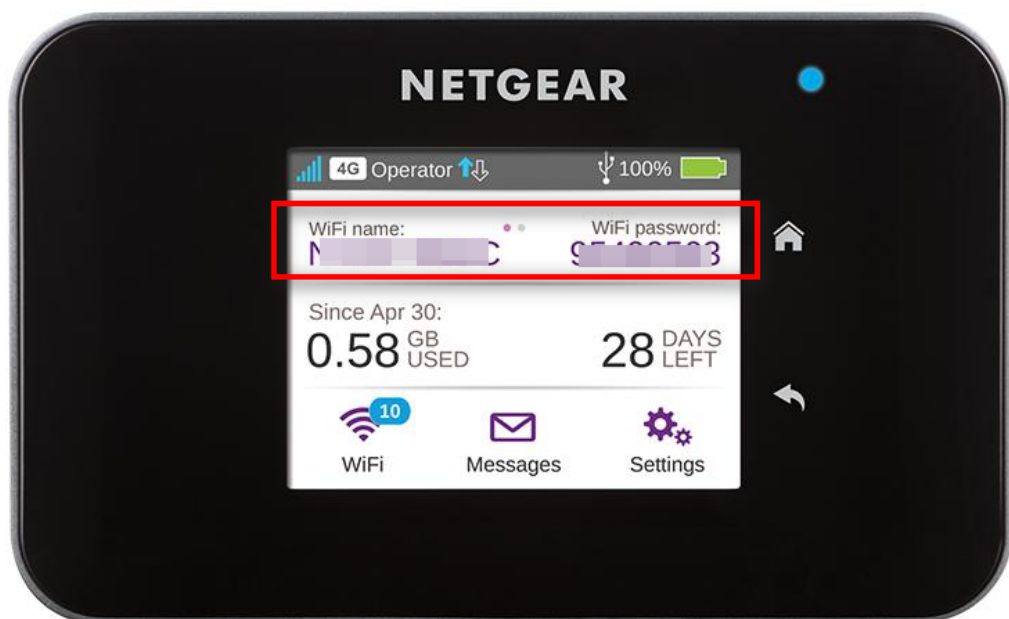 NETGEAR
4G Operator 100%
WiFi name: WiFi password:
Since Apr 30:
0.58 GB USED 28 DAYS LEFT
10
WiFi Messages Settings